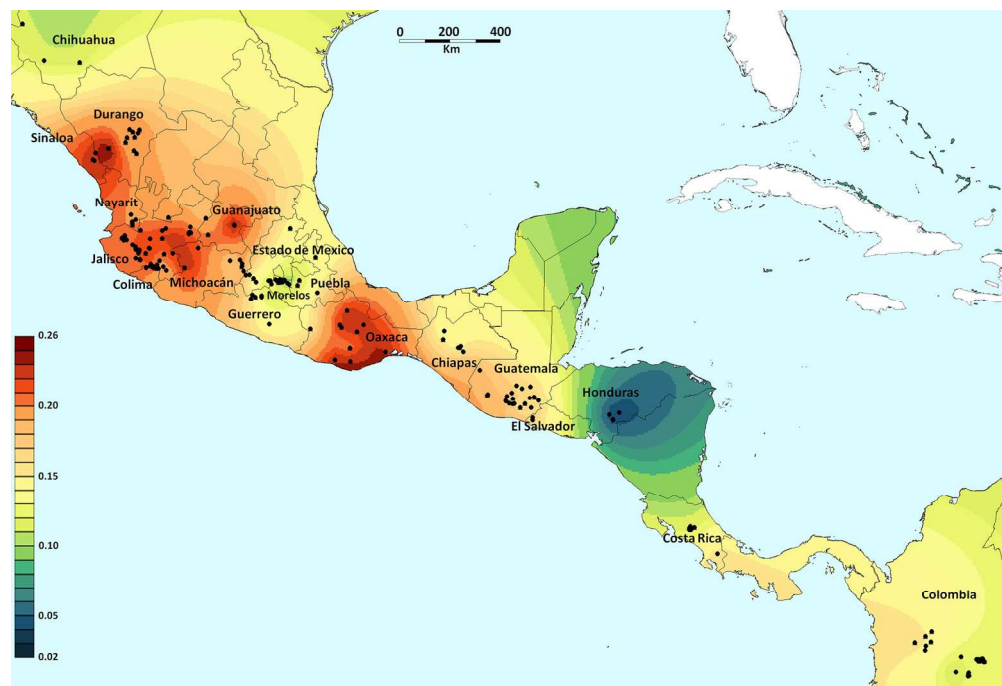 Chihuahua
0 200 400
Km
Durango
Sinaloa
Nayarit
Guanajuato
Estado de Mexico
Jalisco
Colima
Michoacán
Puebla
Morelos
Guerrero
Oaxaca
Chiapas
Guatemala
Honduras
El Salvador
Costa Rica
Colombia
0.26
0.20
0.15
0.10
0.05
0.02